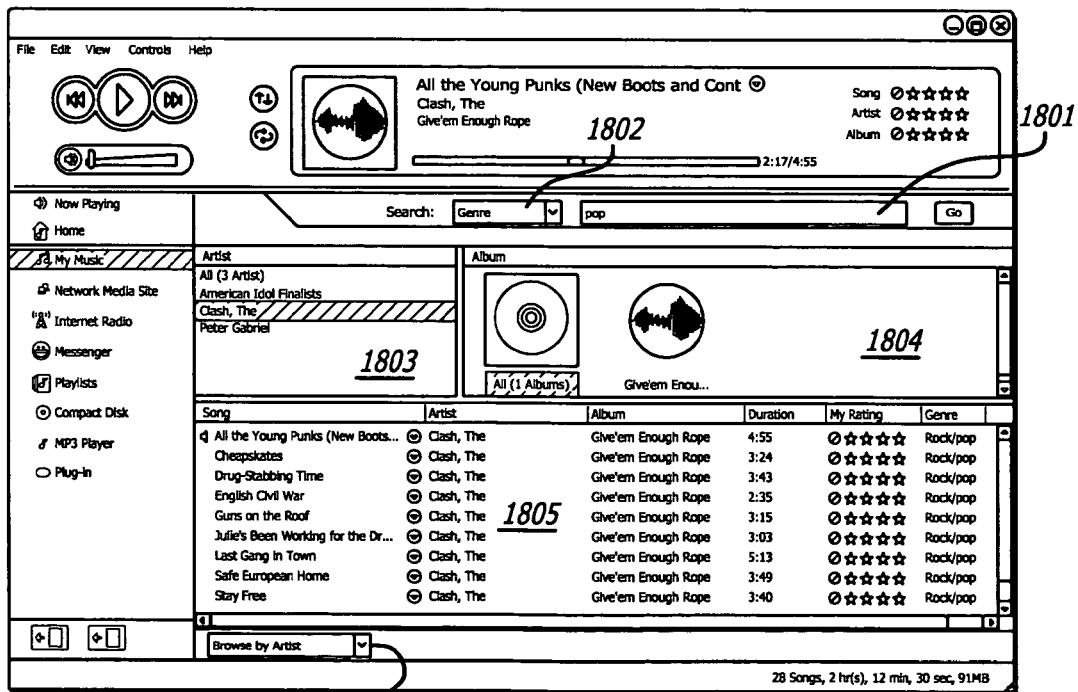 File Edit View Controls Help
All the Young Punks (New Boots and Cont
Clash, The
Give'em Enough Rope
2:17/4:55
Song
Artist
Album
1801
1802
Now Playing
Home
My Music
Network Media Site
Internet Radio
Messenger
Playlists
Compact Disk
MP3 Player
Plug-in
Search: Genre pop Go
Artist
All (3 Artist)
American Idol Finalists
Clash, The
Peter Gabriel
1803
Album
All (1 Albums)
Give'em Enou...
1804
Song Artist Album Duration My Rating Genre
All the Young Punks (New Boots... Clash, The Give'em Enough Rope 4:55 Rock/pop
Cheapskates Clash, The Give'em Enough Rope 3:24 Rock/pop
Drug-Stabbing Time Clash, The Give'em Enough Rope 3:43 Rock/pop
English Civil War Clash, The Give'em Enough Rope 2:35 Rock/pop
Guns on the Roof Clash, The Give'em Enough Rope 3:15 Rock/pop
Julie's Been Working for the Dr... Clash, The Give'em Enough Rope 3:03 Rock/pop
Last Gang in Town Clash, The Give'em Enough Rope 5:13 Rock/pop
Safe European Home Clash, The Give'em Enough Rope 3:49 Rock/pop
Stay Free Clash, The Give'em Enough Rope 3:40 Rock/pop
1805
Browse by Artist
28 Songs, 2 hr(s), 12 min, 30 sec, 91MB